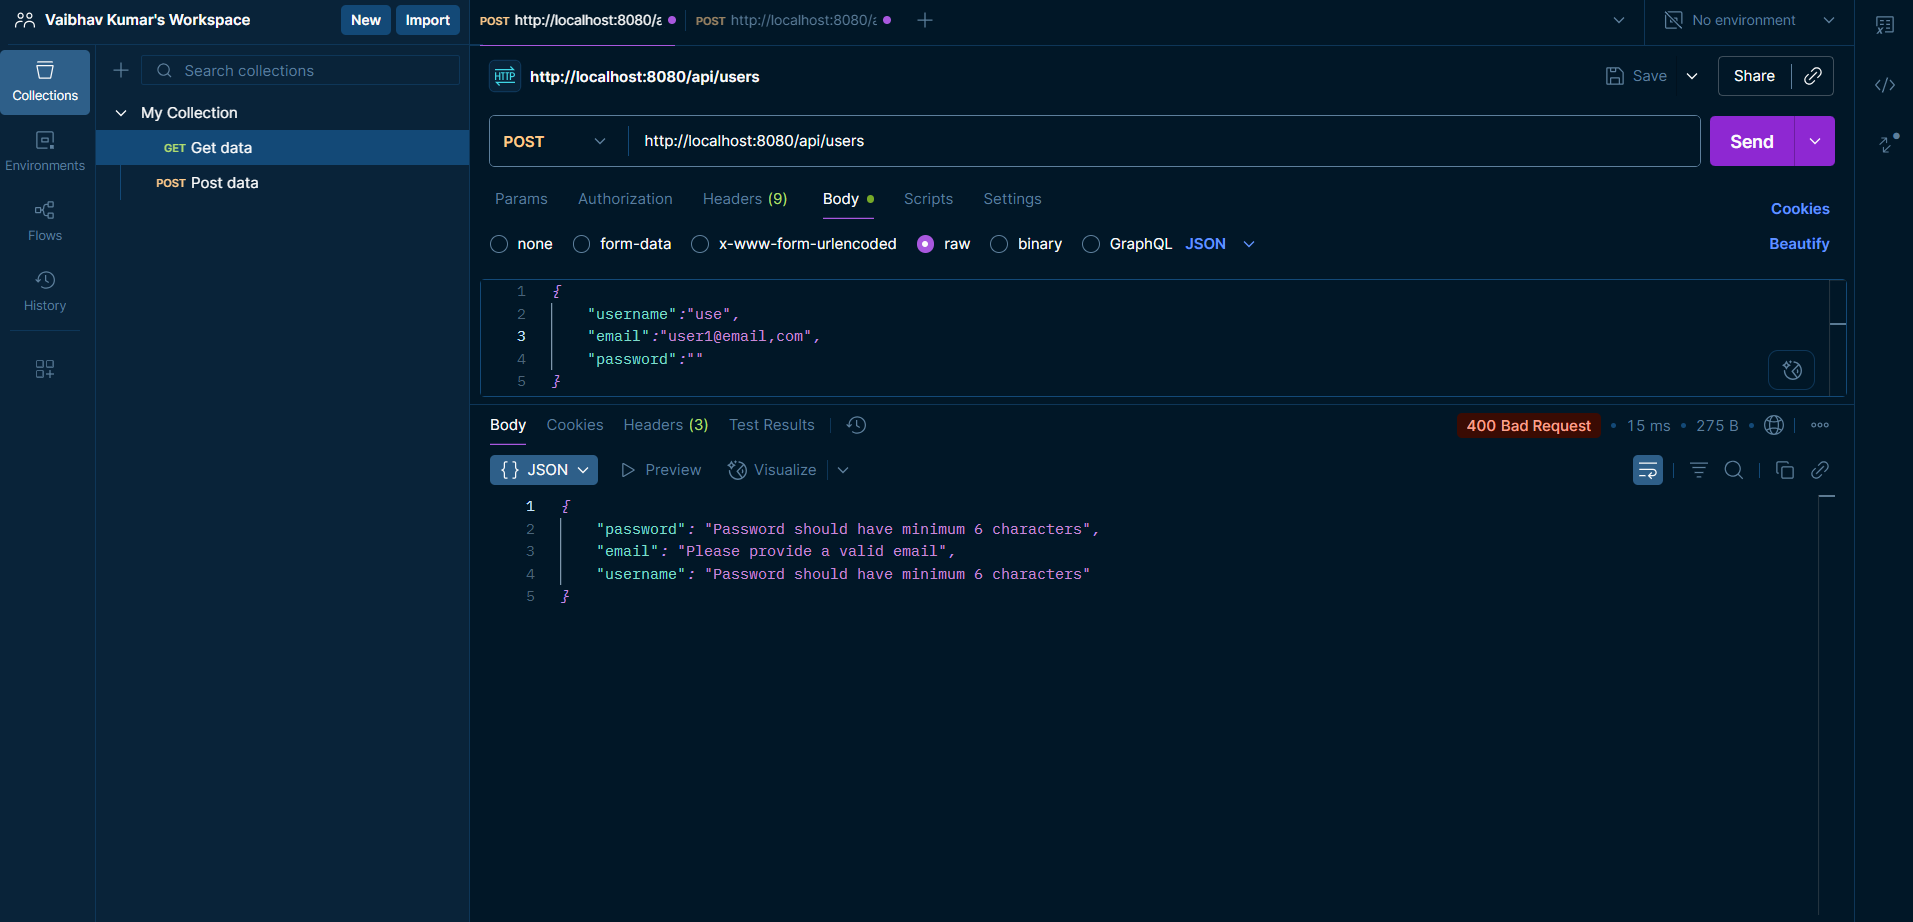 Vaibhav Kumar's Workspace
New
Import
POST http://localhost:8080/a
POST http://localhost:8080/a
No environment
Collections
Environments
Flows
History
Search collections
My Collection
GET Get data
POST Post data
HTTP
http://localhost:8080/api/users
Save
Share
POST
http://localhost:8080/api/users
Send
Params
Authorization
Headers (9)
Body
Scripts
Settings
Cookies
none
form-data
x-www-form-urlencoded
raw
binary
GraphQL
JSON
Beautify
1 {
2 "username":"use",
3 "email":"user1@email,com",
4 "password":""
5 }
Body
Cookies
Headers (3)
Test Results
400 Bad Request
15 ms
275 B
{} JSON
Preview
Visualize
1 {
2 "password": "Password should have minimum 6 characters",
3 "email": "Please provide a valid email",
4 "username": "Password should have minimum 6 characters"
5 }